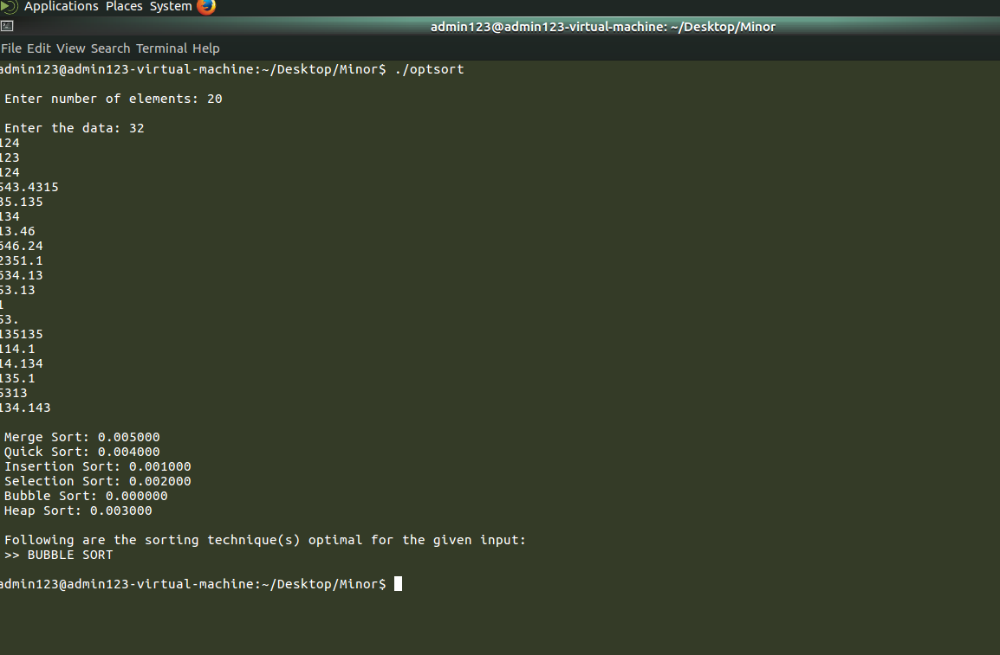 Applications Places System
admin123@admin123-virtual-machine: ~/Desktop/Minor
File Edit View Search Terminal Help
admin123@admin123-virtual-machine:~/Desktop/Minor$ ./optsort
Enter number of elements: 20
Enter the data: 32
124
123
124
543.4315
35.135
134
13.46
646.24
2351.1
634.13
53.13
1
53.
135135
114.1
14.134
135.1
5313
134.143
Merge Sort: 0.005000
Quick Sort: 0.004000
Insertion Sort: 0.001000
Selection Sort: 0.002000
Bubble Sort: 0.000000
Heap Sort: 0.003000
Following are the sorting technique(s) optimal for the given input:
>> BUBBLE SORT
admin123@admin123-virtual-machine:~/Desktop/Minor$